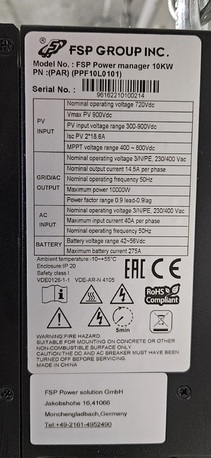 FSP GROUP INC.
Model No. : FSP Power manager 10KW
PN :(PAR) (PPF10L0101)
Serial No. :
96162210100214
PV INPUT
Nominal operating voltage 720Vdc
Vmax PV 900Vdc
PV input voltage range 300-900Vdc
Isc PV 2*18.6A
MPPT voltage range 400 ~ 800Vdc
GRID/AC OUTPUT
Nominal operating voltage 3/N/PE, 230/400 Vac
Nominal output current 14.5A per phase
Nominal operating frequency 50Hz
Maximum power 10000W
Power factor range 0.9 lead-0.9lag
AC INPUT
Nominal operating voltage 3/N/PE, 230/400 Vac
Maximum input current 40A per phase
Nominal operating frequency 50Hz
BATTERY
Battery voltage range 42~56Vdc
Maximum battery current 275A
Ambient temperature:-10~+55°C
Enclosure:IP 20
Safety class I
VDE0126-1-1 VDE-AR-N 4105
EAC CE
RoHS Compliant
5min
WARNING:FIRE HAZARD
SUITABLE FOR MOUNTING ON CONCRETE OR OTHER
NON-COMBUSTIBLE SURFACE ONLY
CAUTION:THE DC AND AC BREAKER MUST HAVE BEEN
TURNED OFF BEFORE SERVICING.
MADE IN CHINA
FSP Power solution GmbH
Jakobshohe 16,41066
Monchengladbach,Germany
Tel:+49-2161-4952490